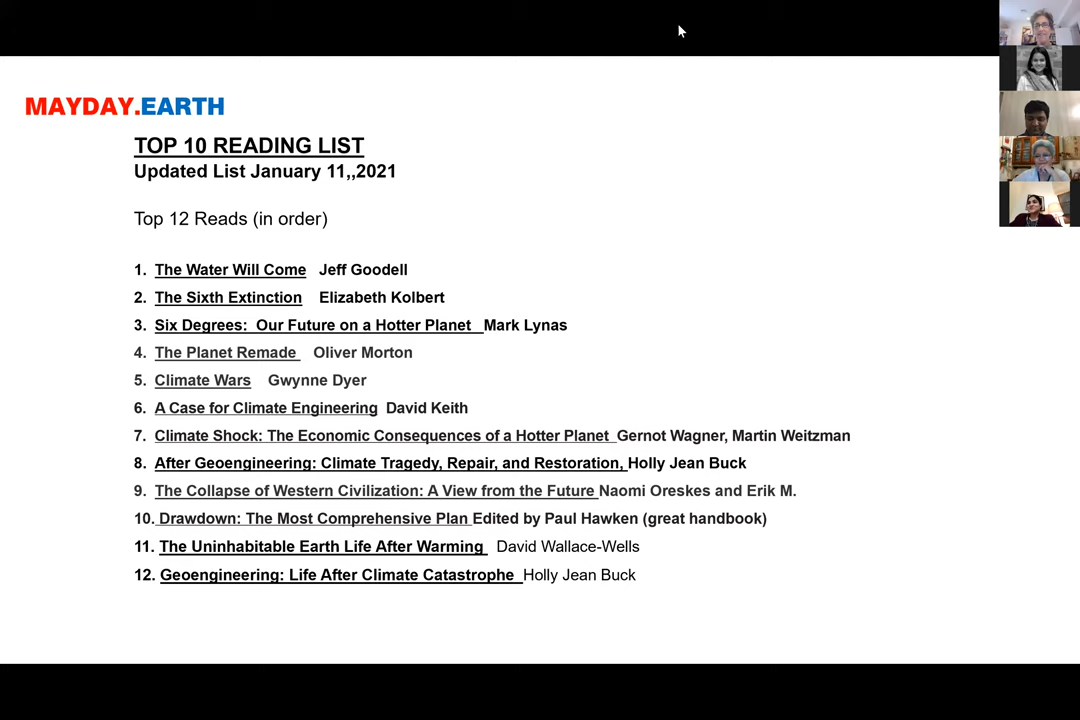 MAYDAY.EARTH
TOP 10 READING LIST
Updated List January 11,,2021
Top 12 Reads (in order)
1. The Water Will Come Jeff Goodell
2. The Sixth Extinction Elizabeth Kolbert
3. Six Degrees: Our Future on a Hotter Planet Mark Lynas
4. The Planet Remade Oliver Morton
5. Climate Wars Gwynne Dyer
6. A Case for Climate Engineering David Keith
7. Climate Shock: The Economic Consequences of a Hotter Planet Gernot Wagner, Martin Weitzman
8. After Geoengineering: Climate Tragedy, Repair, and Restoration, Holly Jean Buck
9. The Collapse of Western Civilization: A View from the Future Naomi Oreskes and Erik M.
10. Drawdown: The Most Comprehensive Plan Edited by Paul Hawken (great handbook)
11. The Uninhabitable Earth Life After Warming David Wallace-Wells
12. Geoengineering: Life After Climate Catastrophe Holly Jean Buck